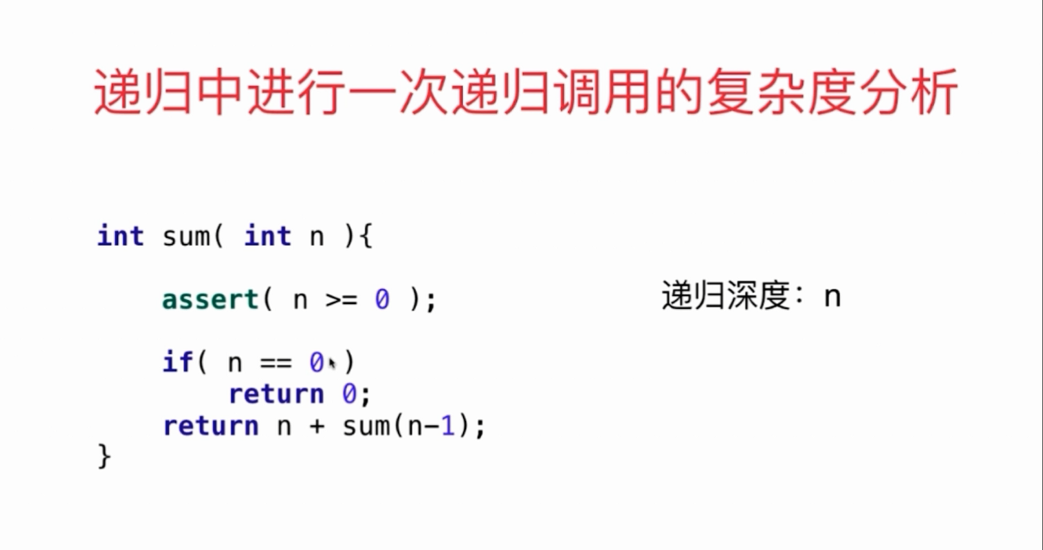 递归中进行一次递归调用的复杂度分析
int sum( int n ){
assert( n >= 0 );
递归深度：n
if( n == 0 )
return 0;
return n + sum(n-1);
}